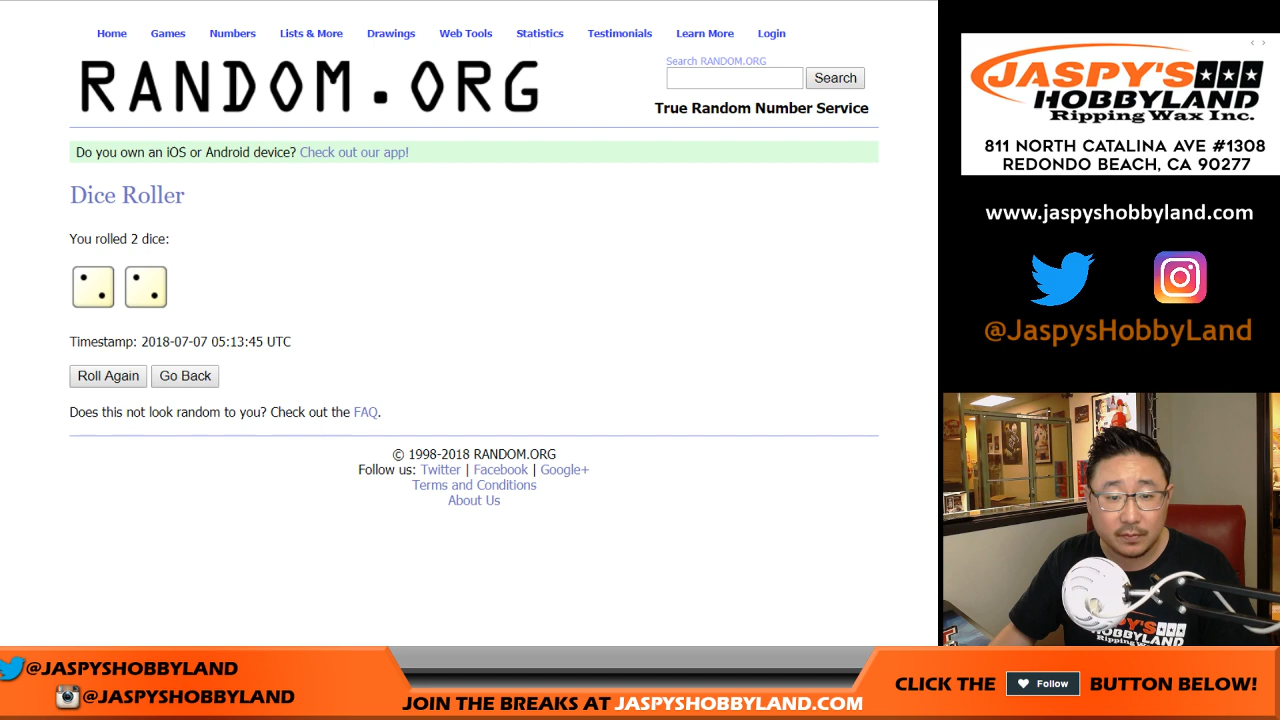 Home Games Numbers Lists & More Drawings Web Tools Statistics Testimonials Learn More Login
RANDOM.ORG
Search RANDOM.ORG
Search
True Random Number Service
Do you own an iOS or Android device? Check out our app!
Dice Roller
You rolled 2 dice:
Timestamp: 2018-07-07 05:13:45 UTC
Roll Again Go Back
Does this not look random to you? Check out the FAQ.
© 1998-2018 RANDOM.ORG
Follow us: Twitter | Facebook | Google+
Terms and Conditions
About Us
JASPY'S
HOBBYLAND
Ripping Wax Inc.
811 NORTH CATALINA AVE #1308
REDONDO BEACH, CA 90277
www.jaspyshobbyland.com
@JaspysHobbyLand
@JASPYSHOBBYLAND
@JASPYSHOBBYLAND
JOIN THE BREAKS AT JASPYSHOBBYLAND.COM
CLICK THE Follow BUTTON BELOW!